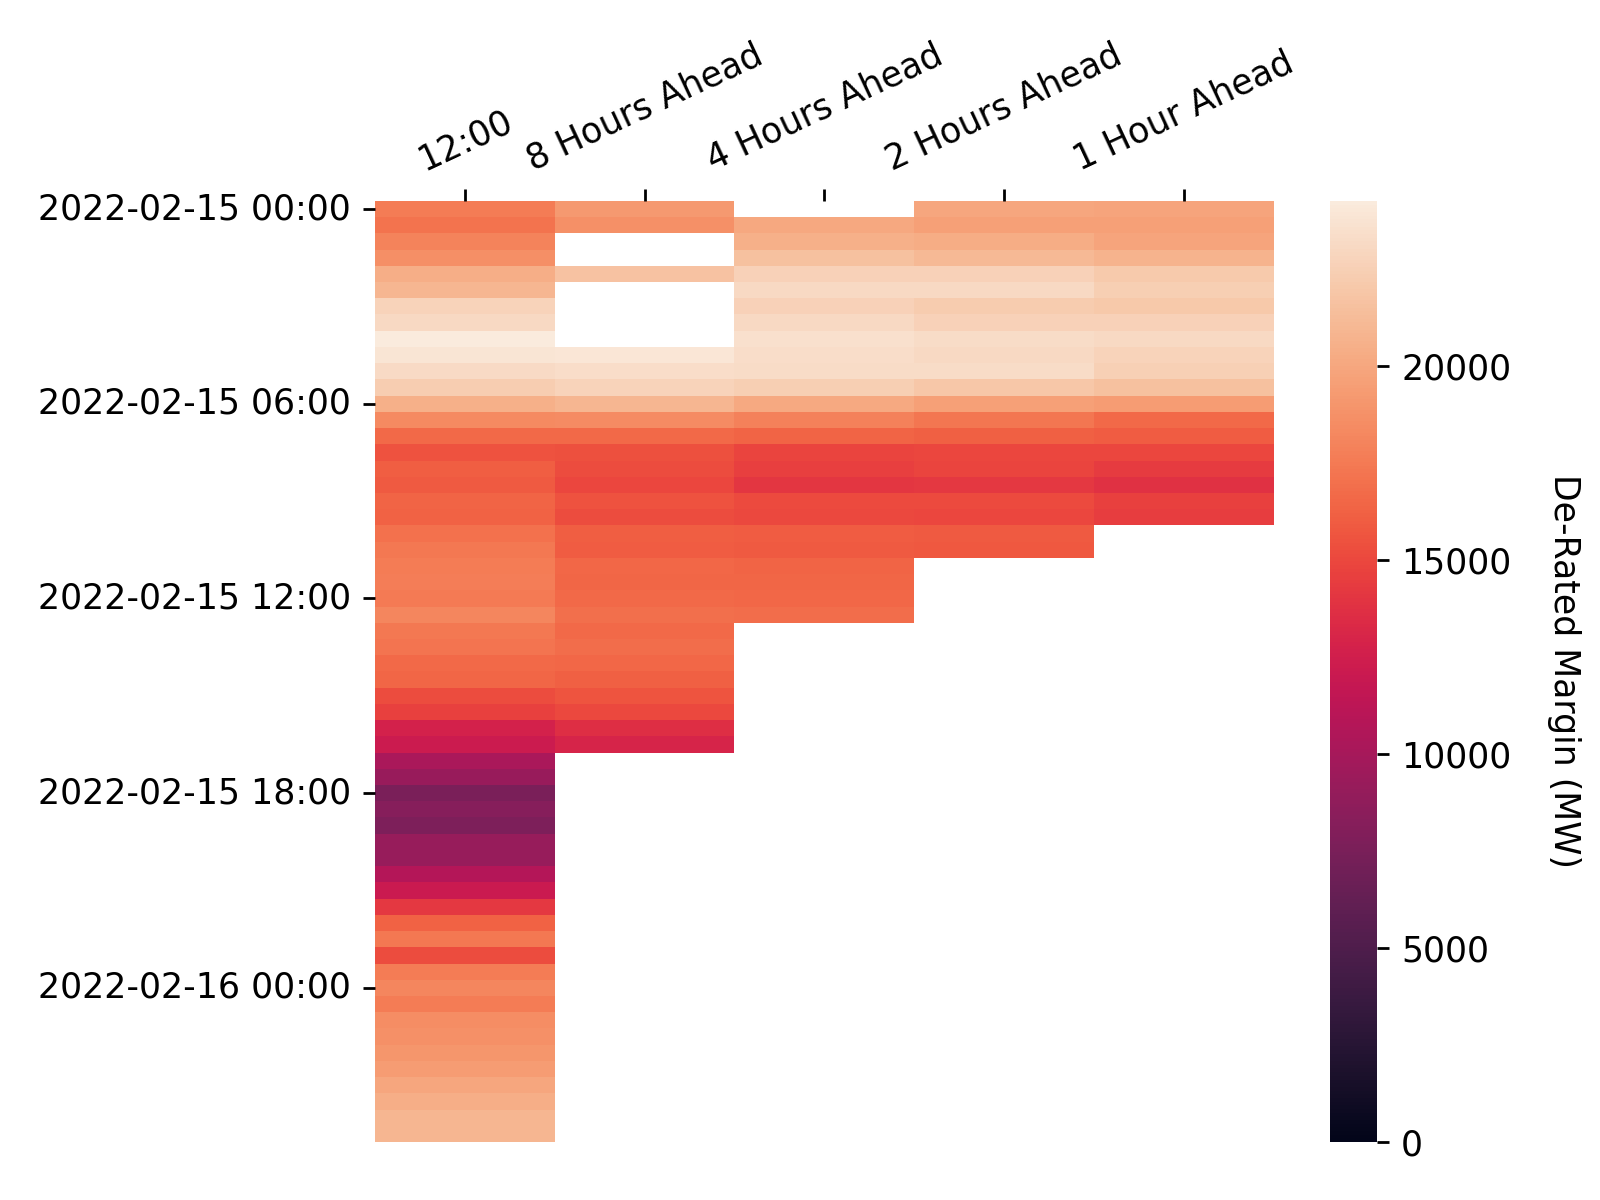 12:00
8 Hours Ahead
4 Hours Ahead
2 Hours Ahead
1 Hour Ahead
2022-02-15 00:00
2022-02-15 06:00
2022-02-15 12:00
2022-02-15 18:00
2022-02-16 00:00
20000
15000
10000
5000
0
De-Rated Margin (MW)